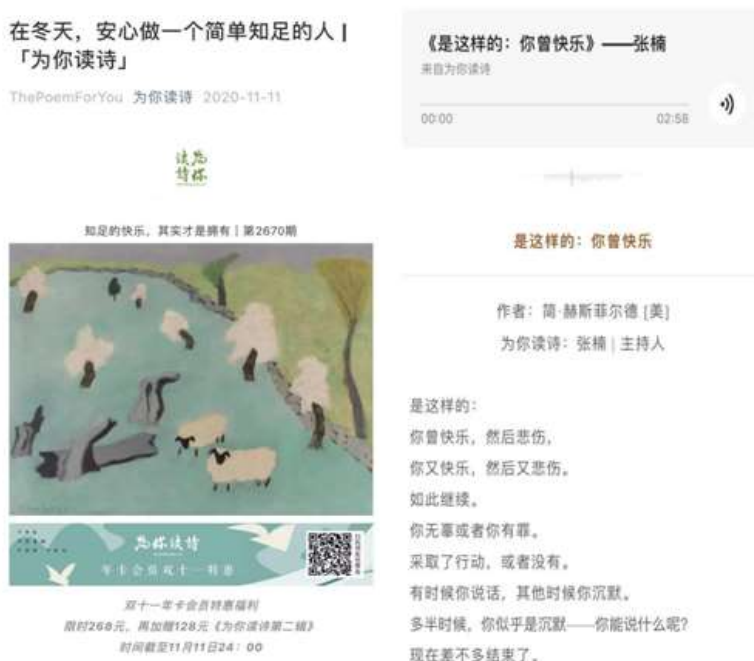 在冬天，安心做一个简单知足的人 |
「为你读诗」
ThePoemForYou 为你读诗 2020-11-11
为你读诗
知足的快乐，其实才是拥有 | 第2670期
为你读诗
年卡会员双十一特惠
双十一年卡会员特惠福利
限时268元，再加赠128元《为你读诗第二辑》
时间截至11月11日24：00
《是这样的：你曾快乐》——张楠
来自为你读诗
00:00 02:58
是这样的：你曾快乐
作者：简·赫斯菲尔德 [美]
为你读诗：张楠 | 主持人
是这样的：
你曾快乐，然后悲伤，
你又快乐，然后又悲伤。
如此继续。
你无辜或者你有罪。
采取了行动，或者没有。
有时候你说话，其他时候你沉默。
多半时候，你似乎是沉默——你能说什么呢？
现在差不多结束了。